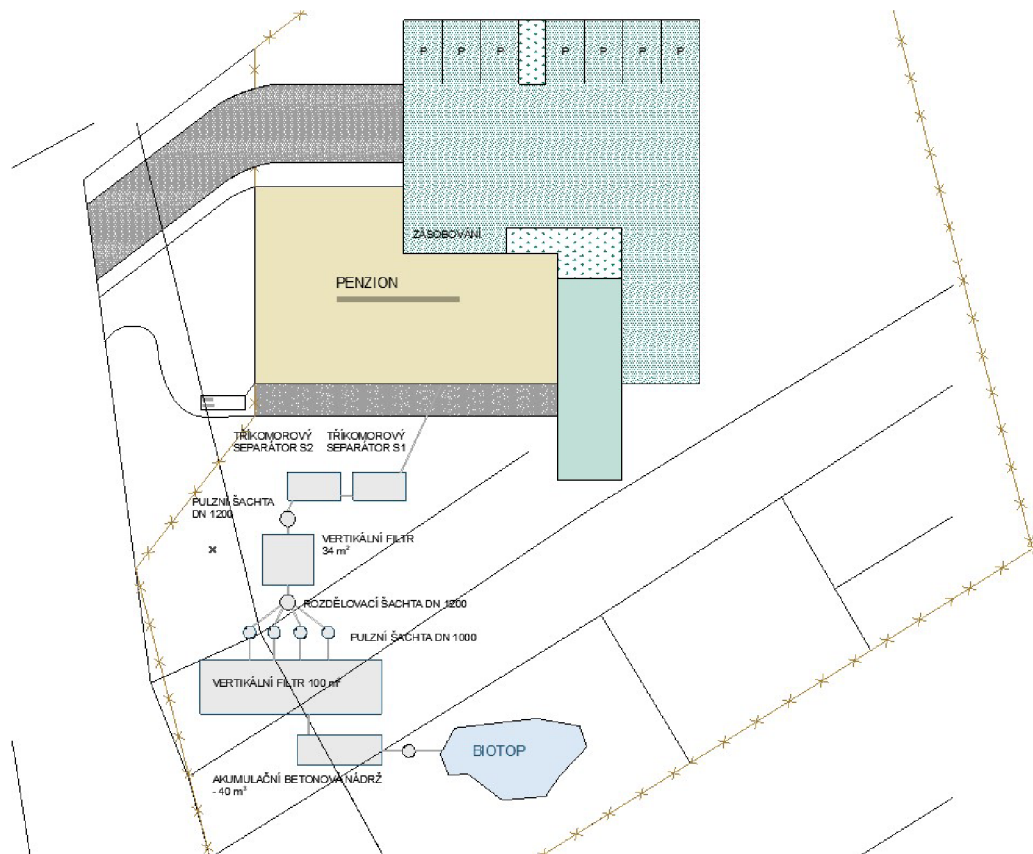 P P P P P P P
ZÁSOBOVÁNÍ
PENZION
TŘÍKOMOROVÝ
SEPARÁTOR S2
TŘÍKOMOROVÝ
SEPARÁTOR S1
PULZNÍ ŠACHTA
DN 1200
VERTIKÁLNÍ FILTR
34 m²
ROZDĚLOVACÍ ŠACHTA DN 1200
PULZNÍ ŠACHTA DN 1000
VERTIKÁLNÍ FILTR 100 m²
BIOTOP
AKUMULAČNÍ BETONOVÁ NÁDRŽ
- 40 m³